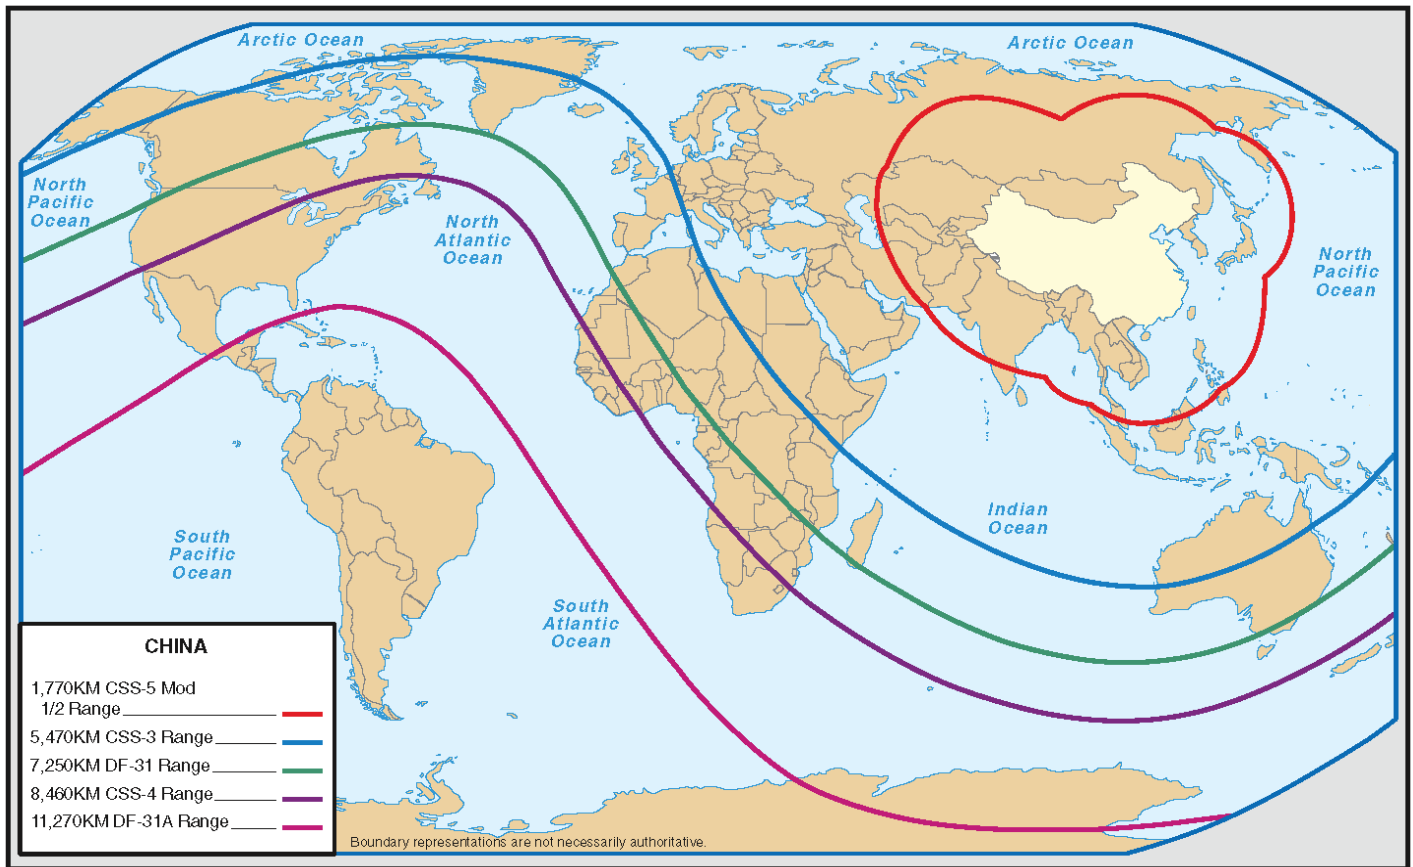 Arctic Ocean
Arctic Ocean
North
Pacific
Ocean
North
Atlantic
Ocean
North
Pacific
Ocean
Indian
Ocean
South
Pacific
Ocean
South
Atlantic
Ocean
CHINA
1,770KM CSS-5 Mod
1/2 Range
5,470KM CSS-3 Range
7,250KM DF-31 Range
8,460KM CSS-4 Range
11,270KM DF-31A Range
Boundary representations are not necessarily authoritative.